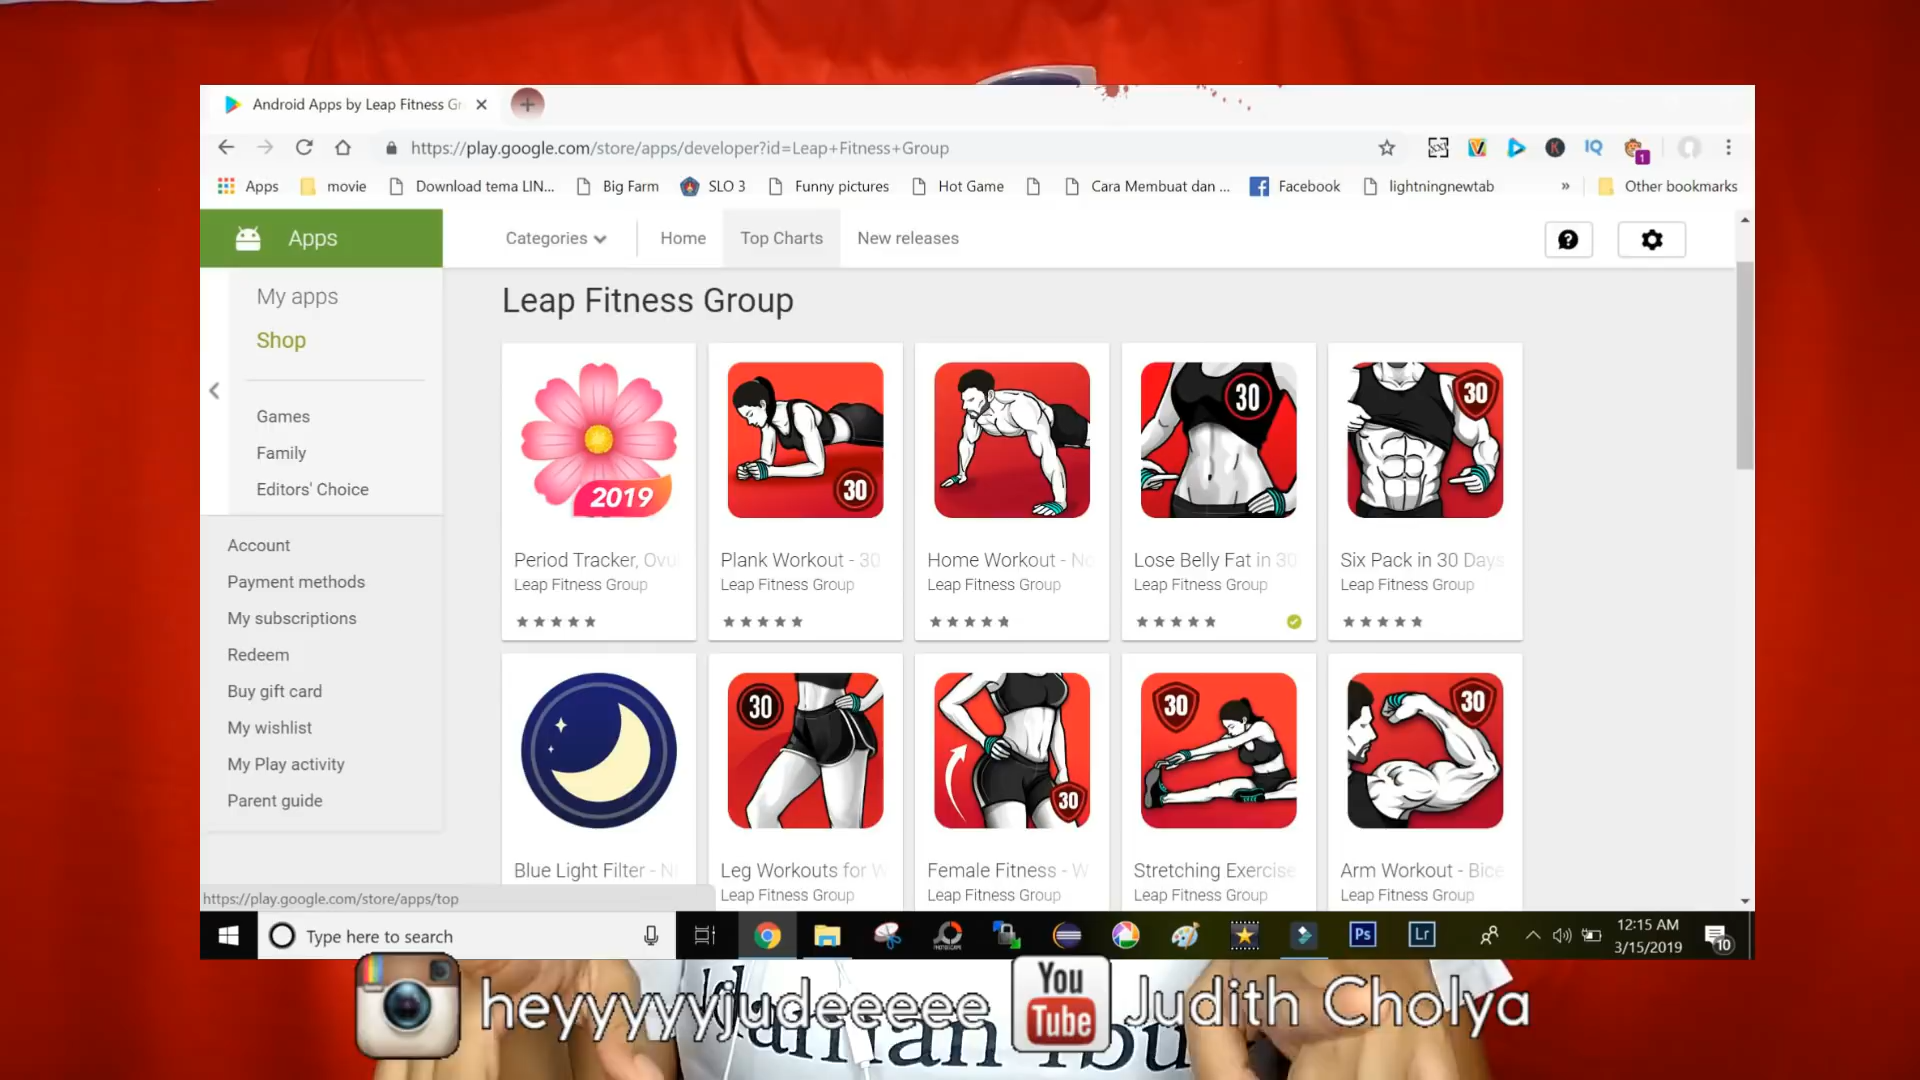 Android Apps by Leap Fitness Gr
https://play.google.com/store/apps/developer?id=Leap+Fitness+Group
IQ
1
Apps
movie
Download tema LIN...
Big Farm
SLO 3
Funny pictures
Hot Game
Cara Membuat dan ...
Facebook
lightningnewtab
»
Other bookmarks
Apps
Categories
Home
Top Charts
New releases
My apps
Shop
Games
Family
Editors' Choice
Account
Payment methods
My subscriptions
Redeem
Buy gift card
My wishlist
My Play activity
Parent guide
Leap Fitness Group
2019
30
30
30
Period Tracker, Ovu
Leap Fitness Group
Plank Workout - 30
Leap Fitness Group
Home Workout - No
Leap Fitness Group
Lose Belly Fat in 30
Leap Fitness Group
Six Pack in 30 Days
Leap Fitness Group
30
30
30
30
Blue Light Filter - Ni
Leg Workouts for W
Leap Fitness Group
Female Fitness - W
Leap Fitness Group
Stretching Exercise
Leap Fitness Group
Arm Workout - Bice
Leap Fitness Group
https://play.google.com/store/apps/top
Type here to search
Ps
Lr
12:15 AM
3/15/2019
10
heyyyyyjudeeeee
You
Tube
Judith Cholya